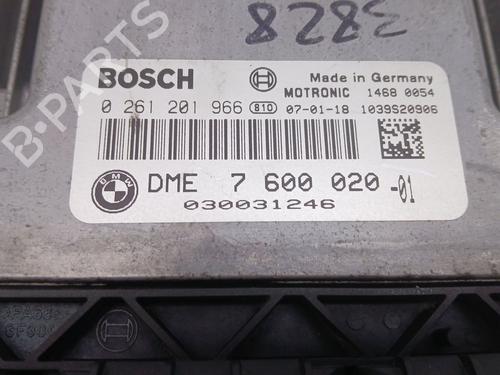 8282
BOSCH
Made in Germany
MOTRONIC 1468 0054
0 261 201 966 810 07-01-18 1039S20906
BMW
DME 7 600 020 -01
030031246
B-PARTS